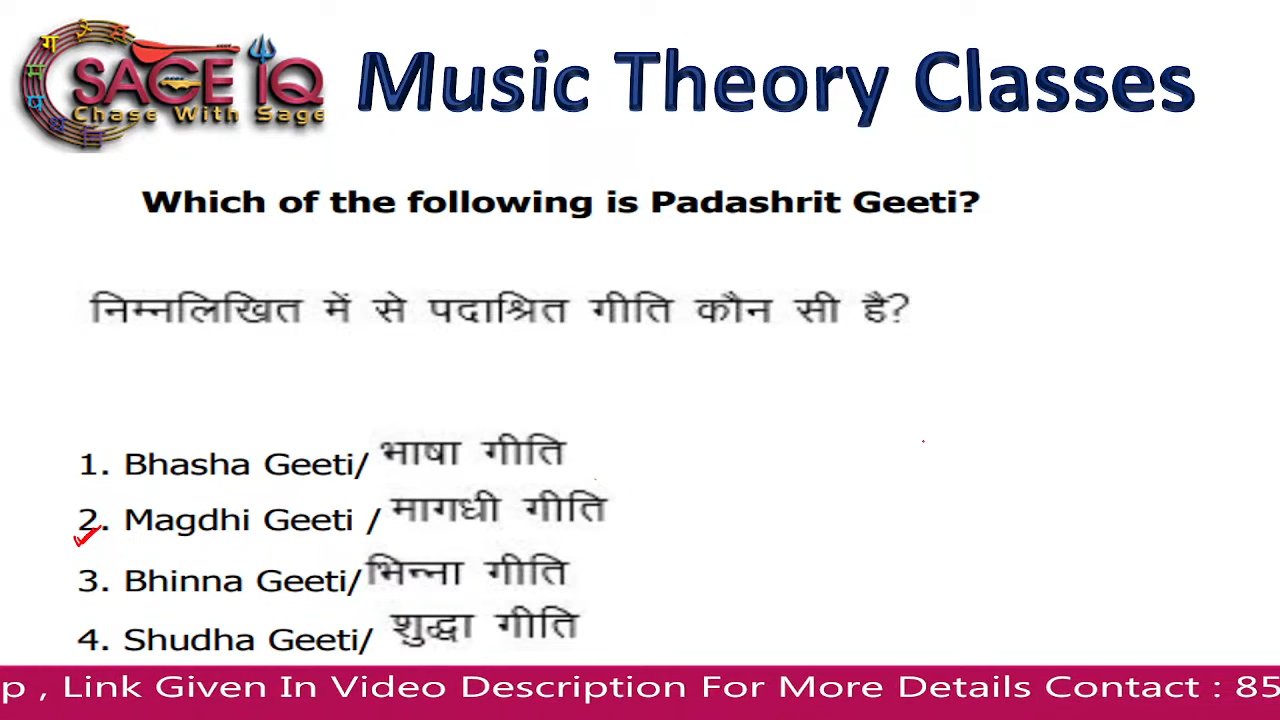 SAGE IQ
Chase With Sage
Music Theory Classes
Which of the following is Padashrit Geeti?
निम्नलिखित में से पदाश्रित गीति कौन सी है?
1. Bhasha Geeti/ भाषा गीति
2. Magdhi Geeti / मागधी गीति
3. Bhinna Geeti/ भिन्ना गीति
4. Shudha Geeti/ शुद्धा गीति
p , Link Given In Video Description For More Details Contact : 85